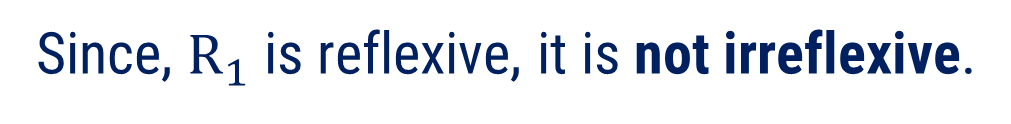 Since, R₁ is reflexive, it is not irreflexive.